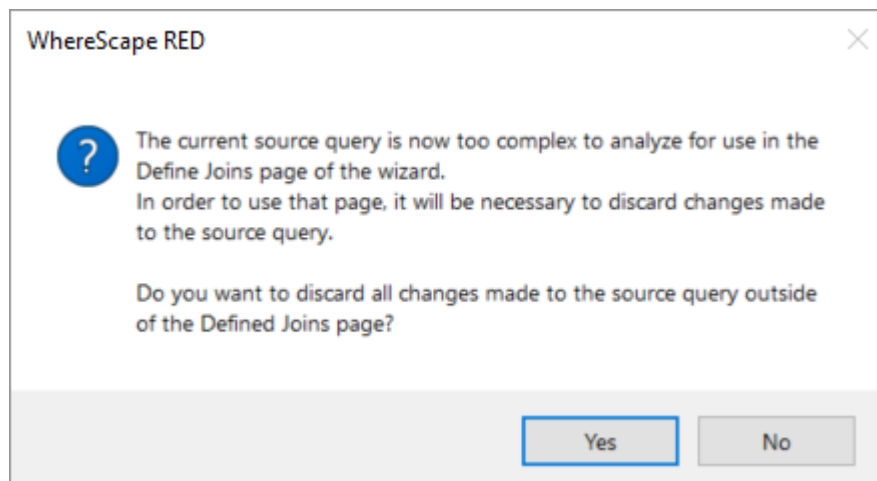 WhereScape RED
The current source query is now too complex to analyze for use in the
Define Joins page of the wizard.
In order to use that page, it will be necessary to discard changes made
to the source query.
Do you want to discard all changes made to the source query outside
of the Defined Joins page?
Yes
No